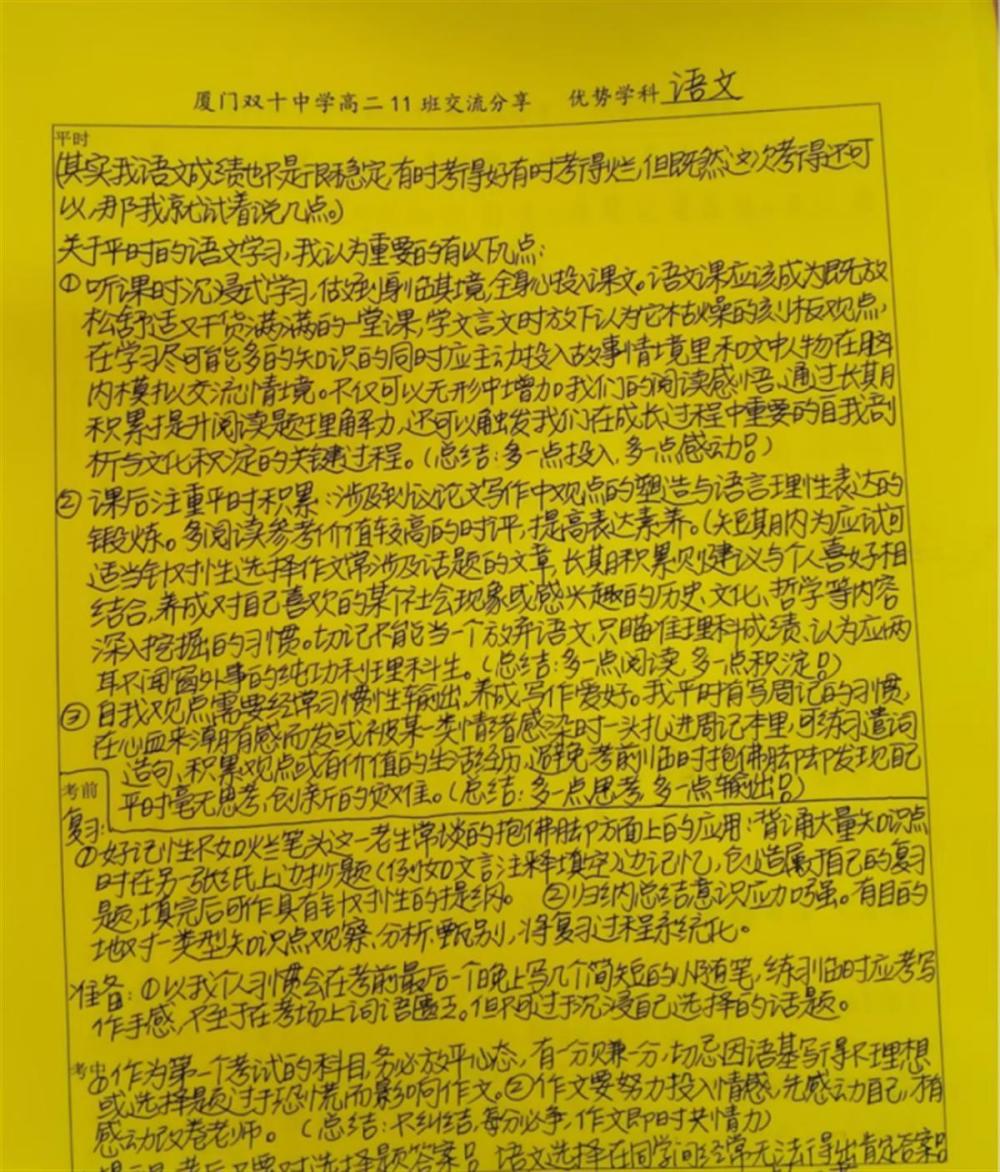 厦门双十中学高二11班交流分享 优势学科 语文
平时
(其实我语文成绩也不是很稳定,有时考得好有时考得烂,但既然这次考得还可
以,那我就试着说几点。)
关于平时的语文学习,我认为重要的有以下几点:
①听课时沉浸式学习,做到身临其境,全身心投入课文。语文课应该成为既放
松舒适又干货满满的一堂课,学文言文时放下认为它枯燥的刻板观点,
在学习尽可能多的知识的同时应主动投入故事情境里和文中人物在脑
内模拟交流情境。不仅可以无形中增加我们的阅读感悟、通过长期
积累提升阅读题理解力,还可以触发我们在成长过程中重要的自我剖
析与文化积淀的关键过程。(总结:多一点投入,多一点感动。)
②课后注重平时积累:涉及到议论文写作中观点的塑造与语言理性表达的
锻炼。多阅读参考价值较高的时评,提高表达素养。(短期内为应试可
适当针对性选择作文常涉及话题的文章,长期积累则建议与个人喜好相
结合,养成对自己喜欢的某个社会现象或感兴趣的历史、文化、哲学等内容
深入挖掘的习惯。切记不能当一个放弃语文、只瞄准理科成绩、认为应两
耳不闻窗外事的纯功利理科生。(总结:多一点阅读,多一点积淀。)
③自我观点需要经常习惯性输出,养成写作爱好。我平时有写周记的习惯,
在心血来潮有感而发或被某一类情绪感染时一头扎进周记本里,可练习遣词
造句、积累观点或有价值的生活经历,避免考前临时抱佛脚却发现自己
平时毫无思考、创新的困难。(总结:多一点思考,多一点输出。)
考前
复习:
①好记性不如烂笔头这一老生常谈的抱佛脚方面上的应用:背诵大量知识点
时在另一张纸上边抄题(例如文言注释填空)边记忆,创造属于自己的复习
题,填完后可作具有针对性的提纲。 ②归纳总结意识应加强。有目的
地对一类型知识点观察、分析、甄别,将复习过程系统化。
准备:①以我个人习惯会在考前最后一个晚上写几个简短的小随笔,练习临时应考写
作手感,不至于在考场上词语匮乏。但不可过于沉浸自己选择的话题。
考中
①作为第一个考试的科目,务必放平心态,有一分赚一分,切忌因语基写得不理想
或选择题过于恐慌而影响作文。②作文要努力投入情感,先感动自己,才有
感动改卷老师。(总结:不纠结,每分必争,作文即时共情力)
考后不要对选择题答案。语文选择在同学间经常无法得出肯定答案。